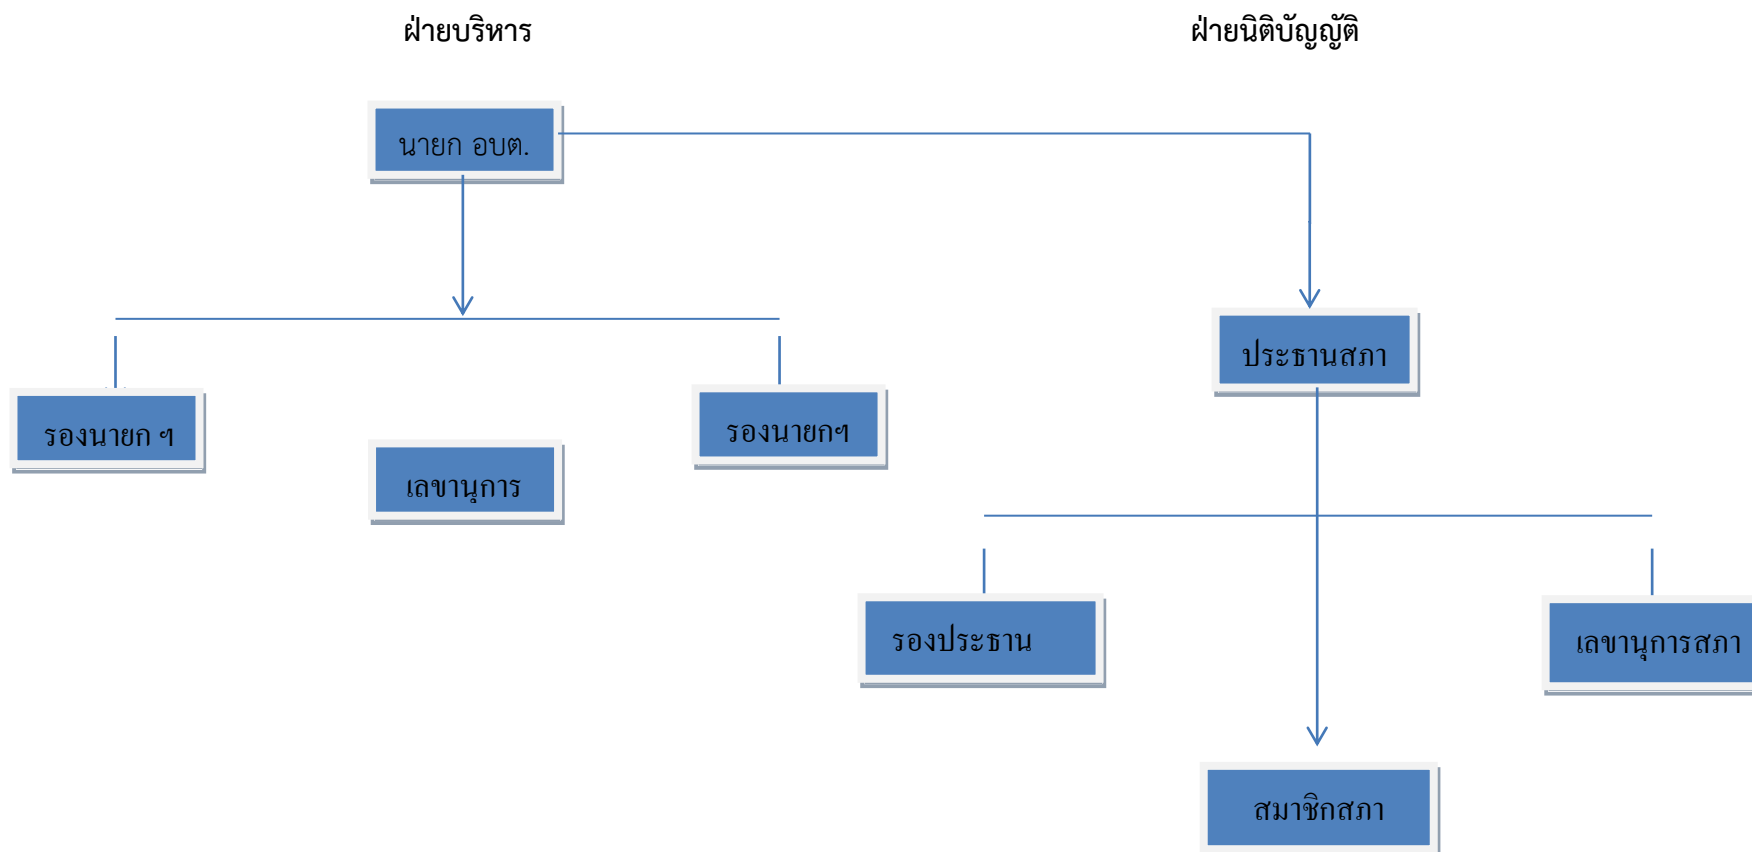 ฝ่ายบริหาร
ฝ่ายนิติบัญญัติ
นายก อบต.
ประธานสภา
รองนายก ฯ
รองนายกฯ
เลขานุการ
รองประธาน
เลขานุการสภา
สมาชิกสภา